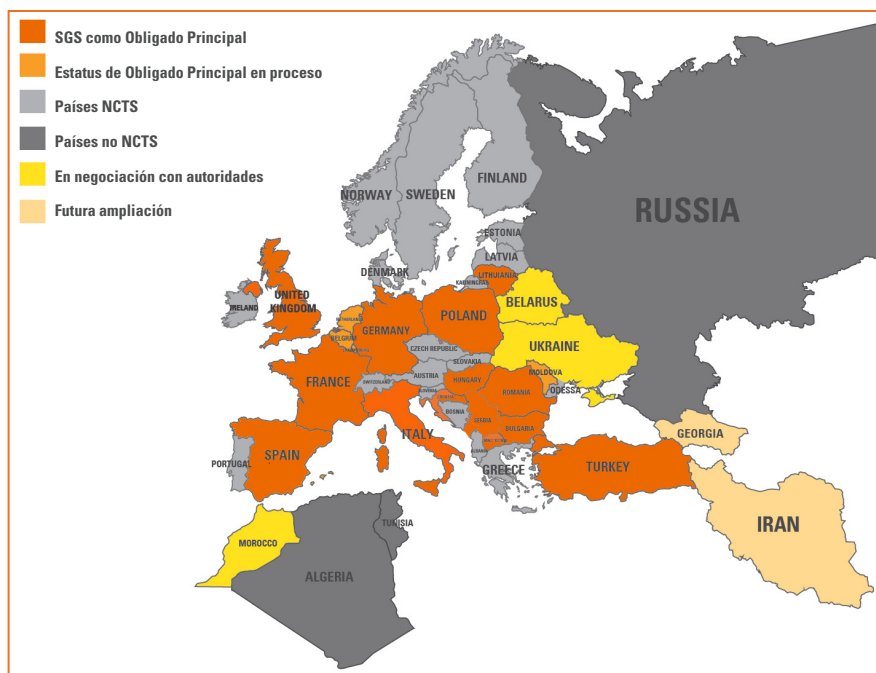 SGS como Obligado Principal
Estatus de Obligado Principal en proceso
Países NCTS
Países no NCTS
En negociación con autoridades
Futura ampliación
RUSSIA
FINLAND
NORWAY
SWEDEN
ESTONIA
LATVIA
DENMARK
LITHUIANIA
BELARUS
IRELAND
UNITED
KINGDOM
NETHERLANDS
BELGIUM
GERMANY
POLAND
UKRAINE
CZECH REPUBLIC
SLOVAKIA
MOLDOVA
ODESSA
FRANCE
SWITZERLAND
AUSTRIA
HUNGARY
ROMANIA
SLOVENIA
CROATIA
BOSNIA
SERBIA
BULGARIA
ITALY
ALBANIA
GREECE
GEORGIA
PORTUGAL
SPAIN
TURKEY
IRAN
MOROCCO
TUNISIA
ALGERIA